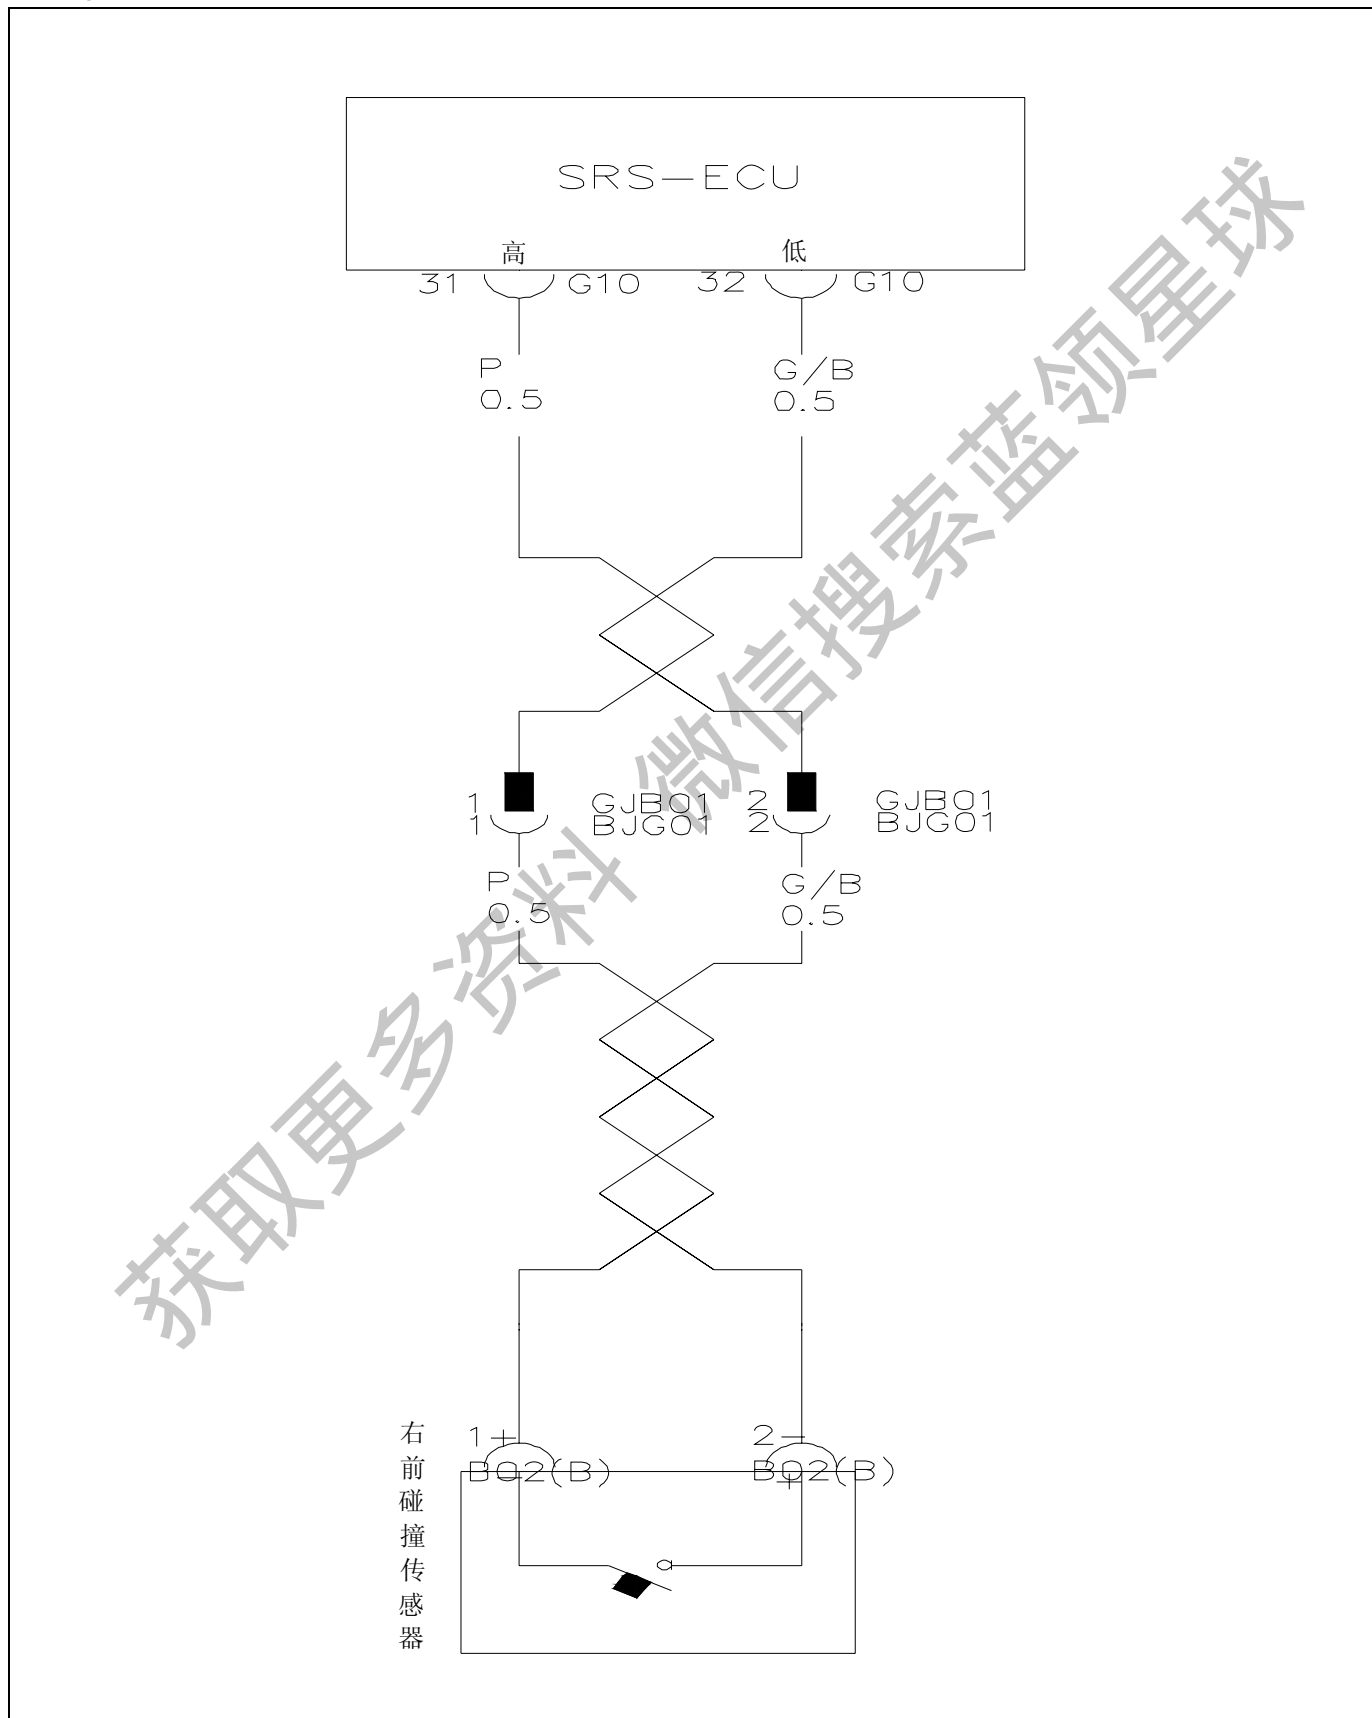 SRS-ECU
高 低
31 G10 32 G10
P G/B
0.5 0.5
1 GJB01 2 GJB01
1 BJG01 2 BJG01
P G/B
0.5 0.5
1+ 2-
B02(B) B02(B)
- +
a
右前碰撞传感器
获取更多资料 微信搜索蓝领星球